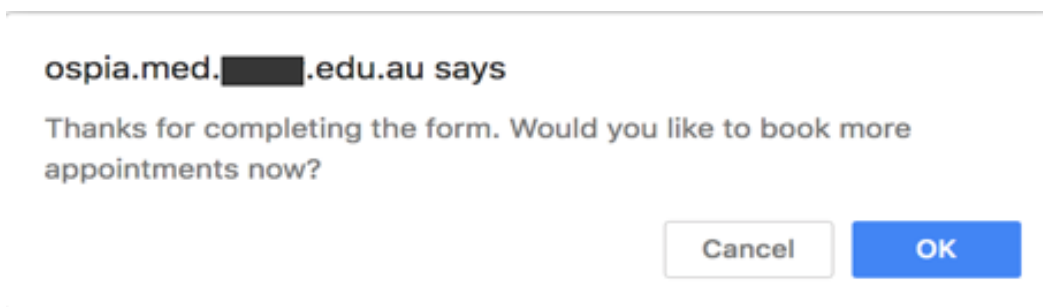 ospia.med. .edu.au says
Thanks for completing the form. Would you like to book more
appointments now?
Cancel OK